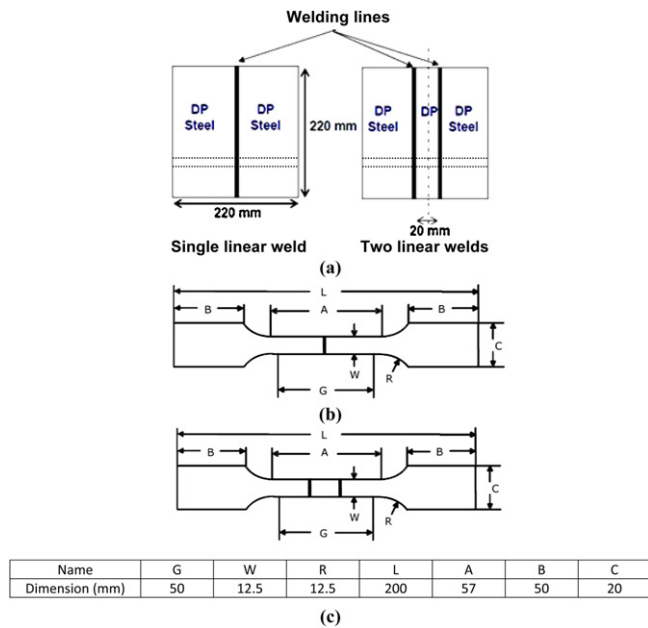 Welding lines
DP Steel
DP Steel
220 mm
220 mm
Single linear weld
DP Steel
DP
DP Steel
20 mm
Two linear welds
(a)
L
B
A
B
C
W
R
G
(b)
L
B
A
B
C
W
R
G
Name G W R L A B C
Dimension (mm) 50 12.5 12.5 200 57 50 20
(c)